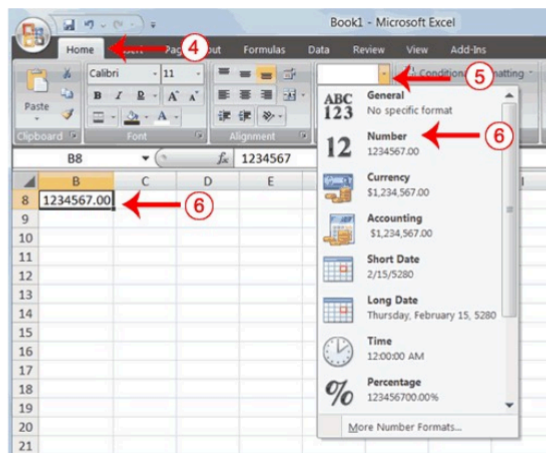 Book1 - Microsoft Excel
Home
4
Formulas
Data
Review
View
Add-Ins
Paste
Calibri
11
B I U
A A
5
Clipboard
Font
Alignment
B8
fx
1234567
B C D E
8 1234567.00
6
9
10
11
12
13
14
15
16
17
18
19
20
21
ABC
123
General
No specific format
12
Number
6
1234567.00
Currency
$1,234,567.00
Accounting
$1,234,567.00
Short Date
2/15/5280
Long Date
Thursday, February 15, 5280
Time
12:00:00 AM
%
Percentage
123456700.00%
More Number Formats...